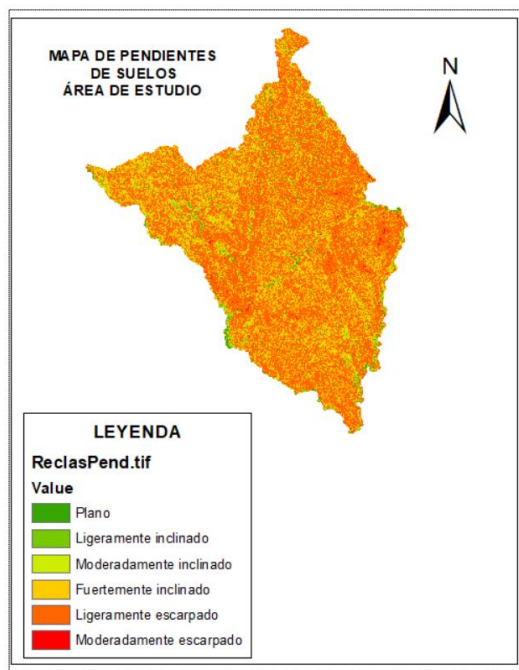 MAPA DE PENDIENTES
DE SUELOS
ÁREA DE ESTUDIO
N
LEYENDA
ReclasPend.tif
Value
Plano
Ligeramente inclinado
Moderadamente inclinado
Fuertemente inclinado
Ligeramente escarpado
Moderadamente escarpado